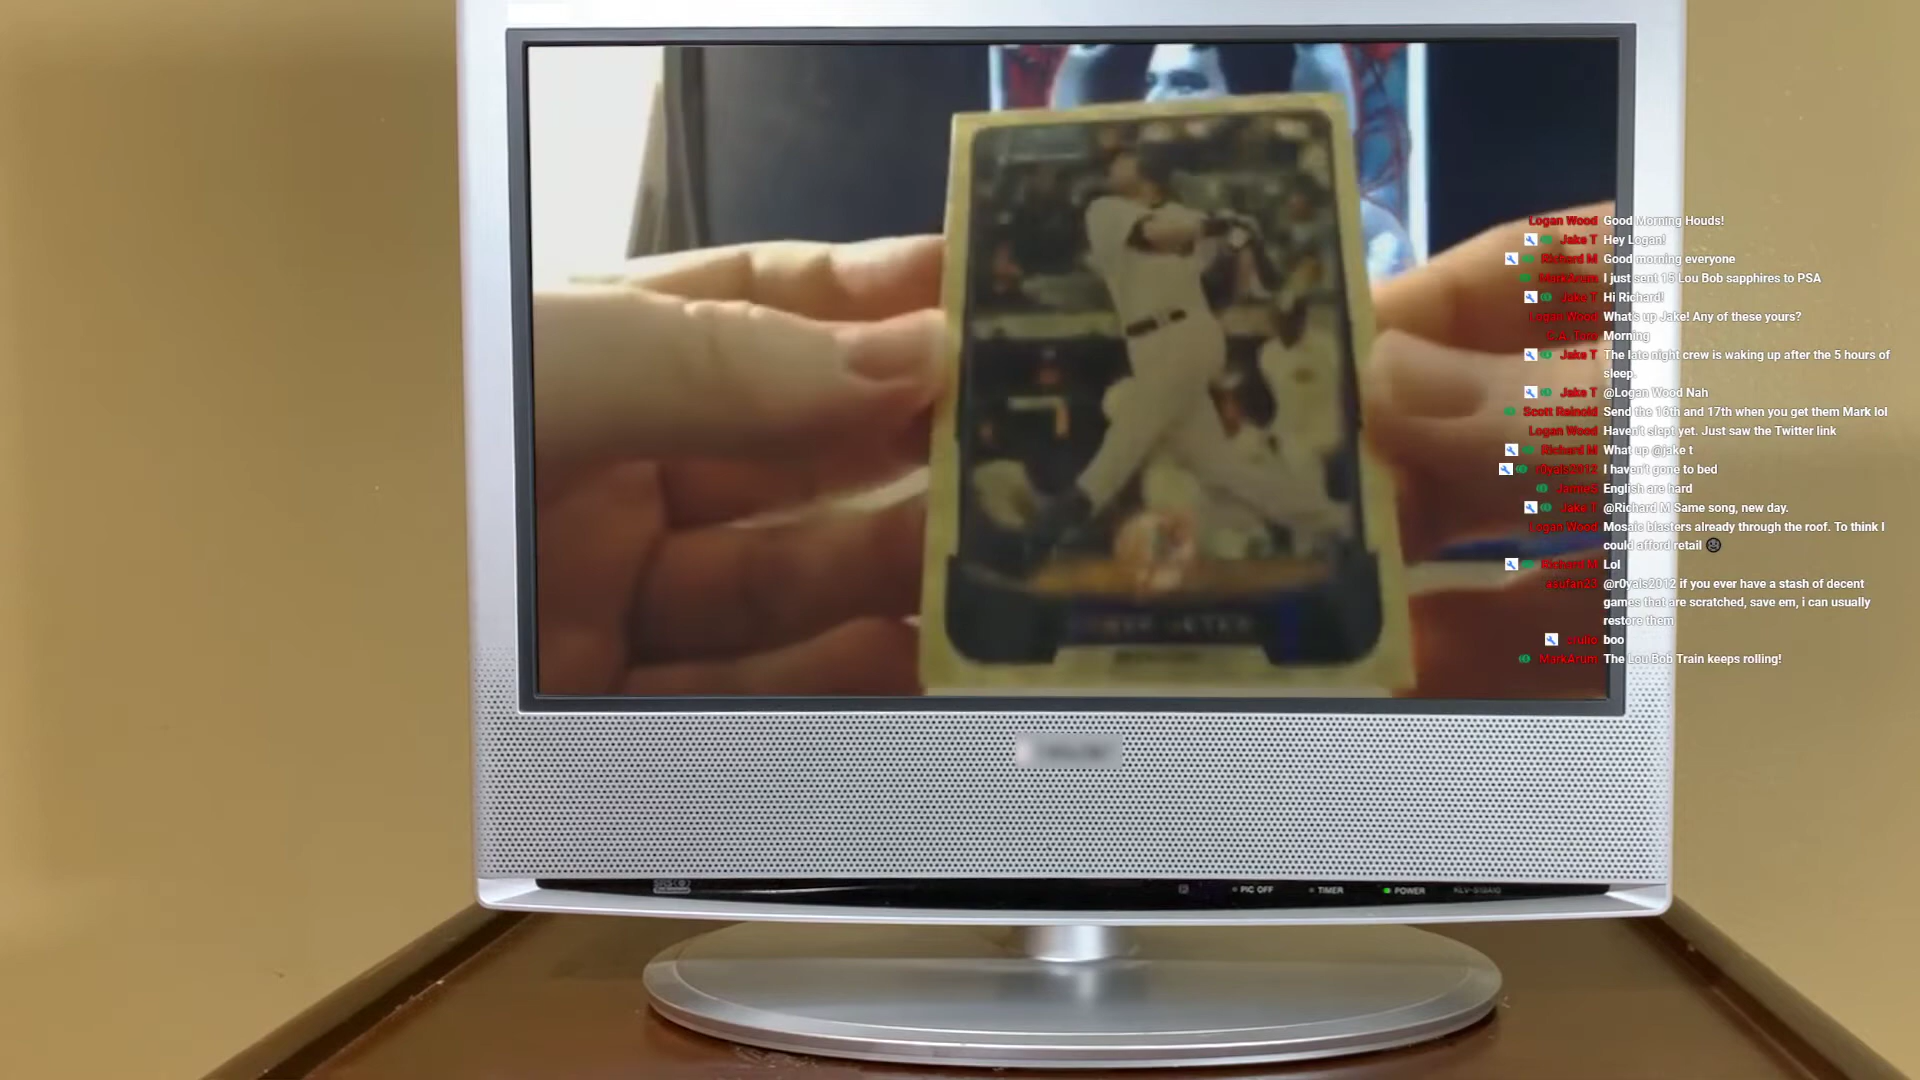 Logan Wood Good Morning Houds!
Jake T Hey Logan!
Richard M Good morning everyone
MarkArum I just sent 15 Lou Bob sapphires to PSA
Jake T Hi Richard!
Logan Wood What's up Jake! Any of these yours?
Morning
Jake T The late night crew is waking up after the 5 hours of
sleep.
Jake T @Logan Wood Nah
Scott Reinold Send the 16th and 17th when you get them Mark lol
Logan Wood Haven't slept yet. Just saw the Twitter link
Richard M What up @jake t
r0yals2012 I haven't gone to bed
English are hard
Jake T @Richard M Same song, new day.
Logan Wood Mosaic blasters already through the roof. To think I
could afford retail
Richard M Lol
asufan23 @r0yals2012 if you ever have a stash of decent
games that are scratched, save em, i can usually
restore them
boo
MarkArum The Lou Bob Train keeps rolling!
PIC OFF TIMER POWER